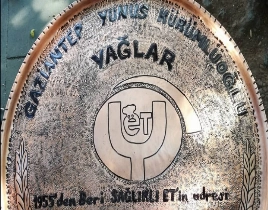 GAZİANTEP YUNUS KURUMLUOĞLU
YAĞLAR
ET
1955'den Beri SAĞLIKLI ET'in adresi